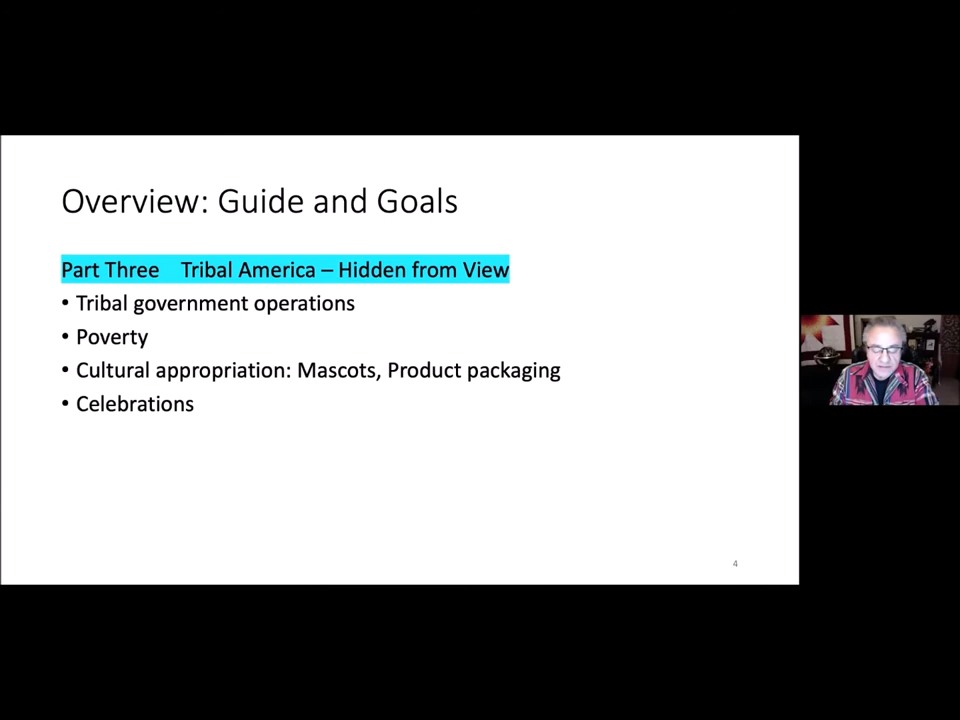 Overview: Guide and Goals
Part Three Tribal America – Hidden from View
• Tribal government operations
• Poverty
• Cultural appropriation: Mascots, Product packaging
• Celebrations
4